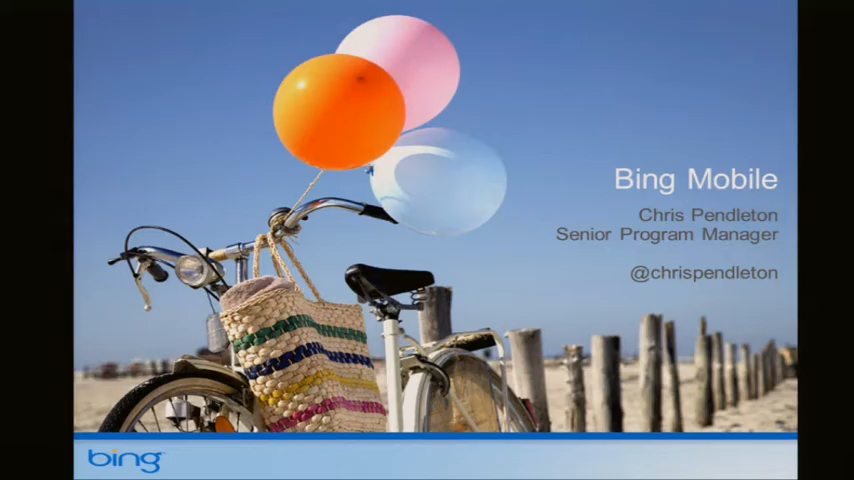 Bing Mobile
Chris Pendleton
Senior Program Manager
@chrispendleton
bing